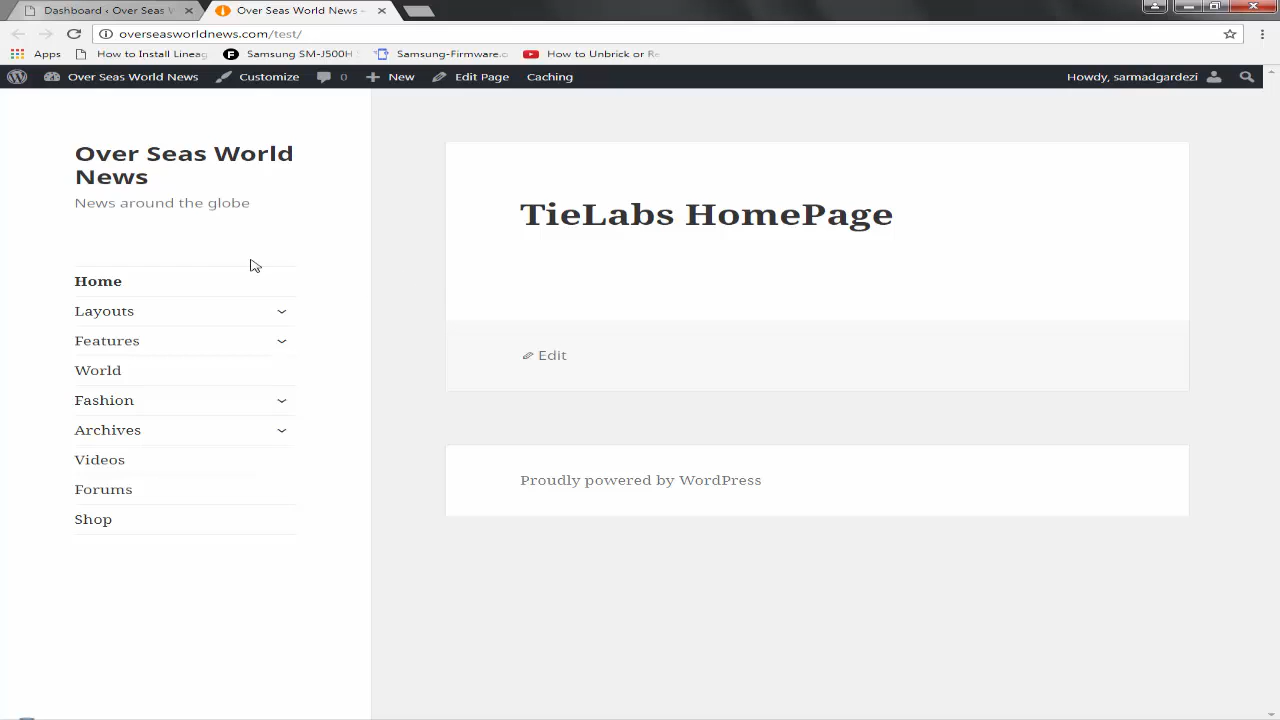 Dashboard ‹ Over Seas W
Over Seas World News -
overseasworldnews.com/test/
Apps
How to Install Lineag
Samsung SM-J500H
Samsung-Firmware.o
How to Unbrick or Re
Over Seas World News
Customize
0
New
Edit Page
Caching
Howdy, sarmadgardezi
Over Seas World
News
News around the globe
Home
Layouts
Features
World
Fashion
Archives
Videos
Forums
Shop
TieLabs HomePage
Edit
Proudly powered by WordPress